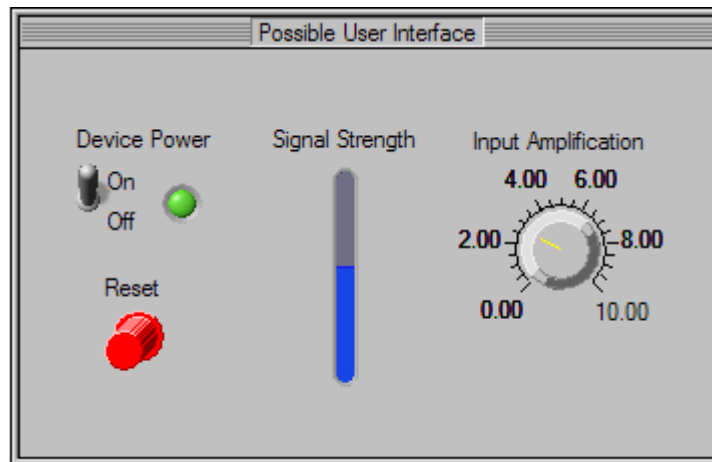 Possible User Interface
Device Power
On
Off
Reset
Signal Strength
Input Amplification
4.00 6.00
2.00 8.00
0.00 10.00